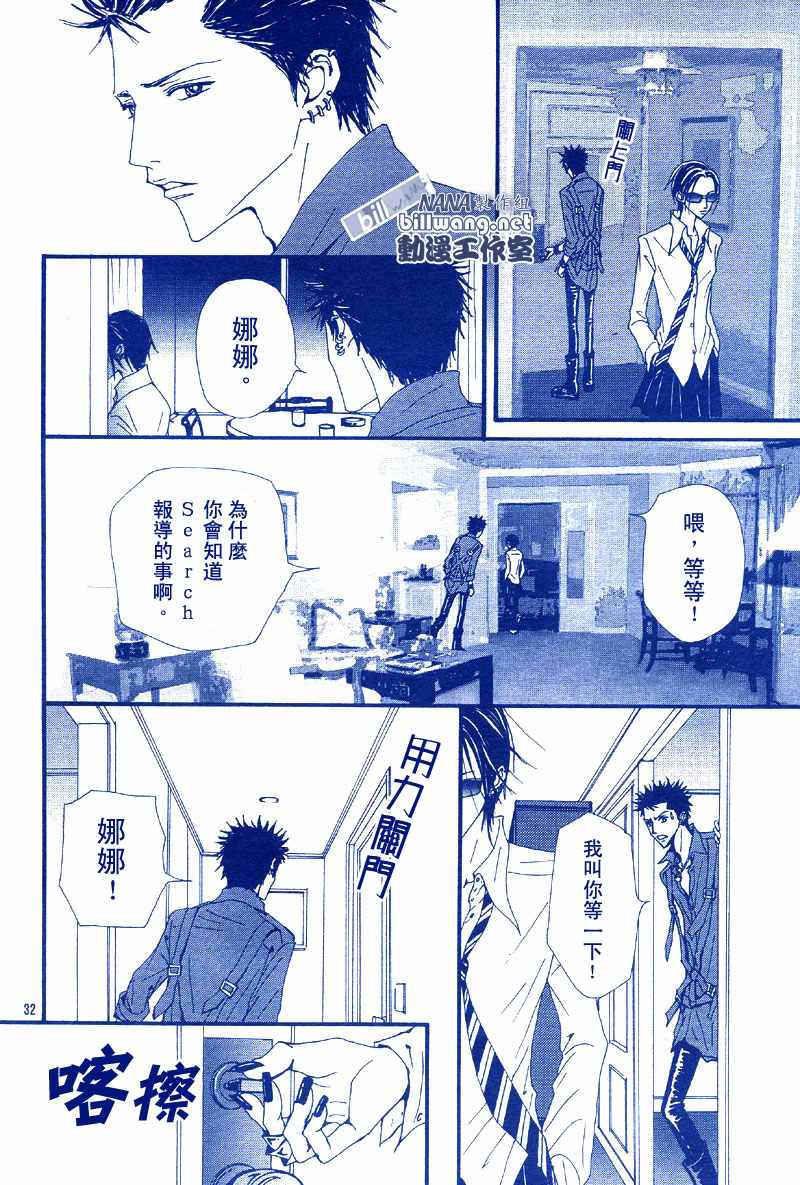 關上門
bill wang
NANA製作組
billwang.net
動漫工作室
娜娜。
喂，等等！
為什麼
你會知道
Search
報導的事啊。
我叫你等一下！
用力關門
娜娜！
喀擦
32